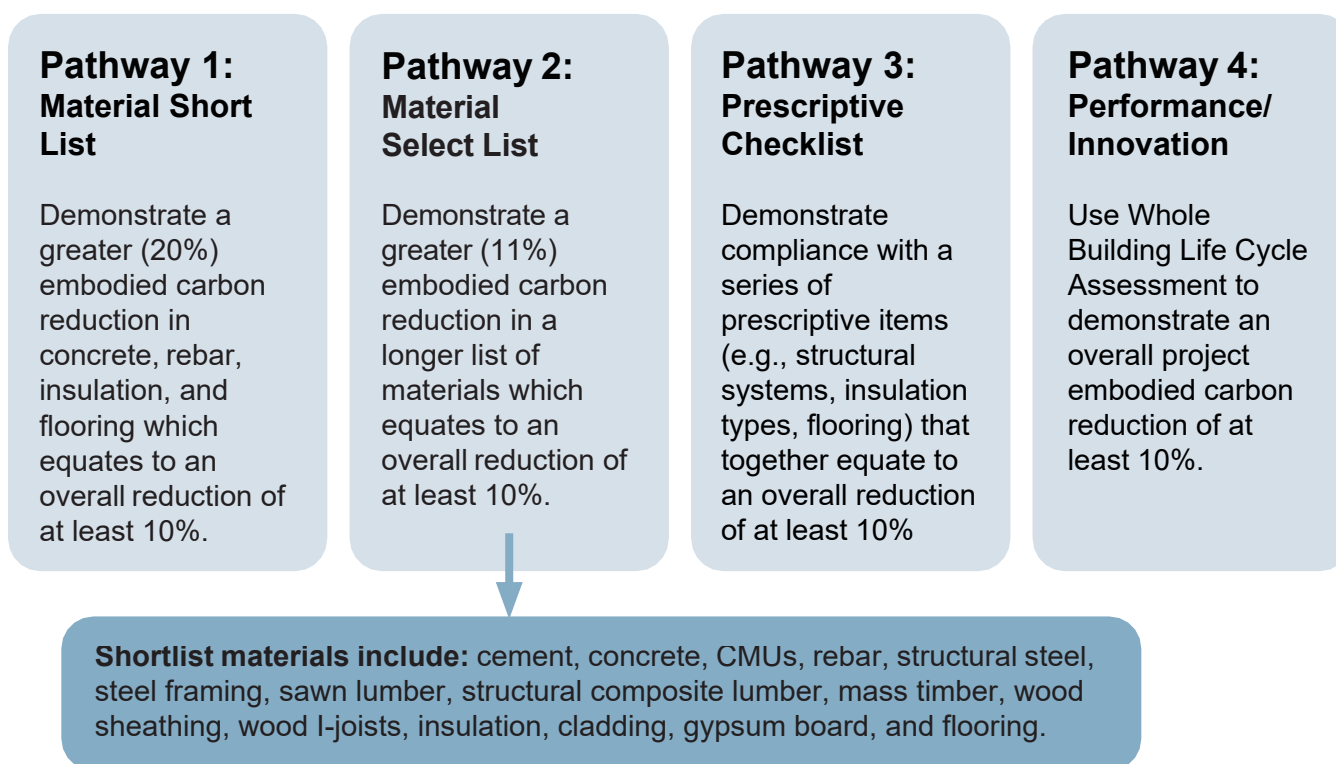 Pathway 1:
Material Short
List
Demonstrate a
greater (20%)
embodied carbon
reduction in
concrete, rebar,
insulation, and
flooring which
equates to an
overall reduction of
at least 10%.
Pathway 2:
Material
Select List
Demonstrate a
greater (11%)
embodied carbon
reduction in a
longer list of
materials which
equates to an
overall reduction of
at least 10%.
Pathway 3:
Prescriptive
Checklist
Demonstrate
compliance with a
series of
prescriptive items
(e.g., structural
systems, insulation
types, flooring) that
together equate to
an overall reduction
of at least 10%
Pathway 4:
Performance/
Innovation
Use Whole
Building Life Cycle
Assessment to
demonstrate an
overall project
embodied carbon
reduction of at
least 10%.
Shortlist materials include: cement, concrete, CMUs, rebar, structural steel,
steel framing, sawn lumber, structural composite lumber, mass timber, wood
sheathing, wood I-joists, insulation, cladding, gypsum board, and flooring.